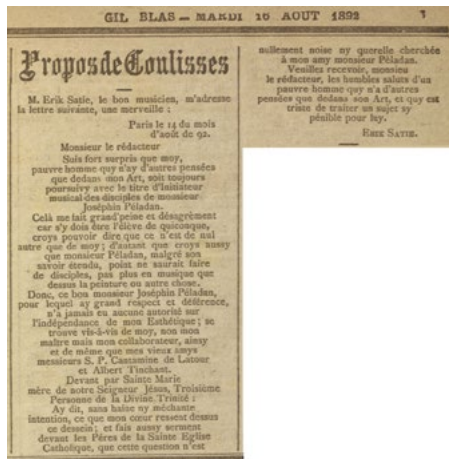 GIL BLAS — MARDI 16 AOUT 1892
Propos de Coulisses
M. Erik Satie, le bon musicien, m'adresse
la lettre suivante, une merveille :
Paris le 14 du mois
d'août de 92.
Monsieur le rédacteur
Suis fort surpris que moy,
pauvre homme quy n'ay d'autres pensées
que dedans mon Art, soit toujours
poursuivy avec le titre d'Initiateur
musical des disciples de monsieur
Joséphin Péladan.
Celà me fait grand'peine et désagrément
car s'y dois être l'élève de quiconque,
croys pouvoir dire que ce n'est de nul
autre que de moy; d'autant que croys aussy
que monsieur Péladan, malgré son
savoir étendu, point ne saurait faire
de disciples, pas plus en musique que
dessus la peinture ou autre chose.
Donc, ce bon monsieur Joséphin Péladan,
pour lequel ay grand respect et déférence,
n'a jamais eu aucune autorité sur
l'indépendance de mon Esthétique; se
trouve vis-à-vis de moy, non mon
maître mais mon collaborateur, ainsy
et de même que mes vieux amys
messieurs S. P. Castamine de Latour
et Albert Tinchant.
Devant par Sainte Marie
mère de notre Seigneur Jésus, Troisième
Personne de la Divine Trinité :
Ay dit, sans haine ny méchante
intention, ce que mon cœur ressent dessus
ce dessein; et fais aussy serment
devant les Péres de la Sainte Eglise
Catholique, que cette question n'est
nullement noise ny querelle cherchée
à mon amy monsieur Péladan.
Veuillez recevoir, monsieu
le rédacteur, les humbles saluts d'un
pauvre homme quy n'a d'autres
pensées que dedans son Art, et quy est
triste de traiter un sujet sy
pénible pour luy.
ERIK SATIE.